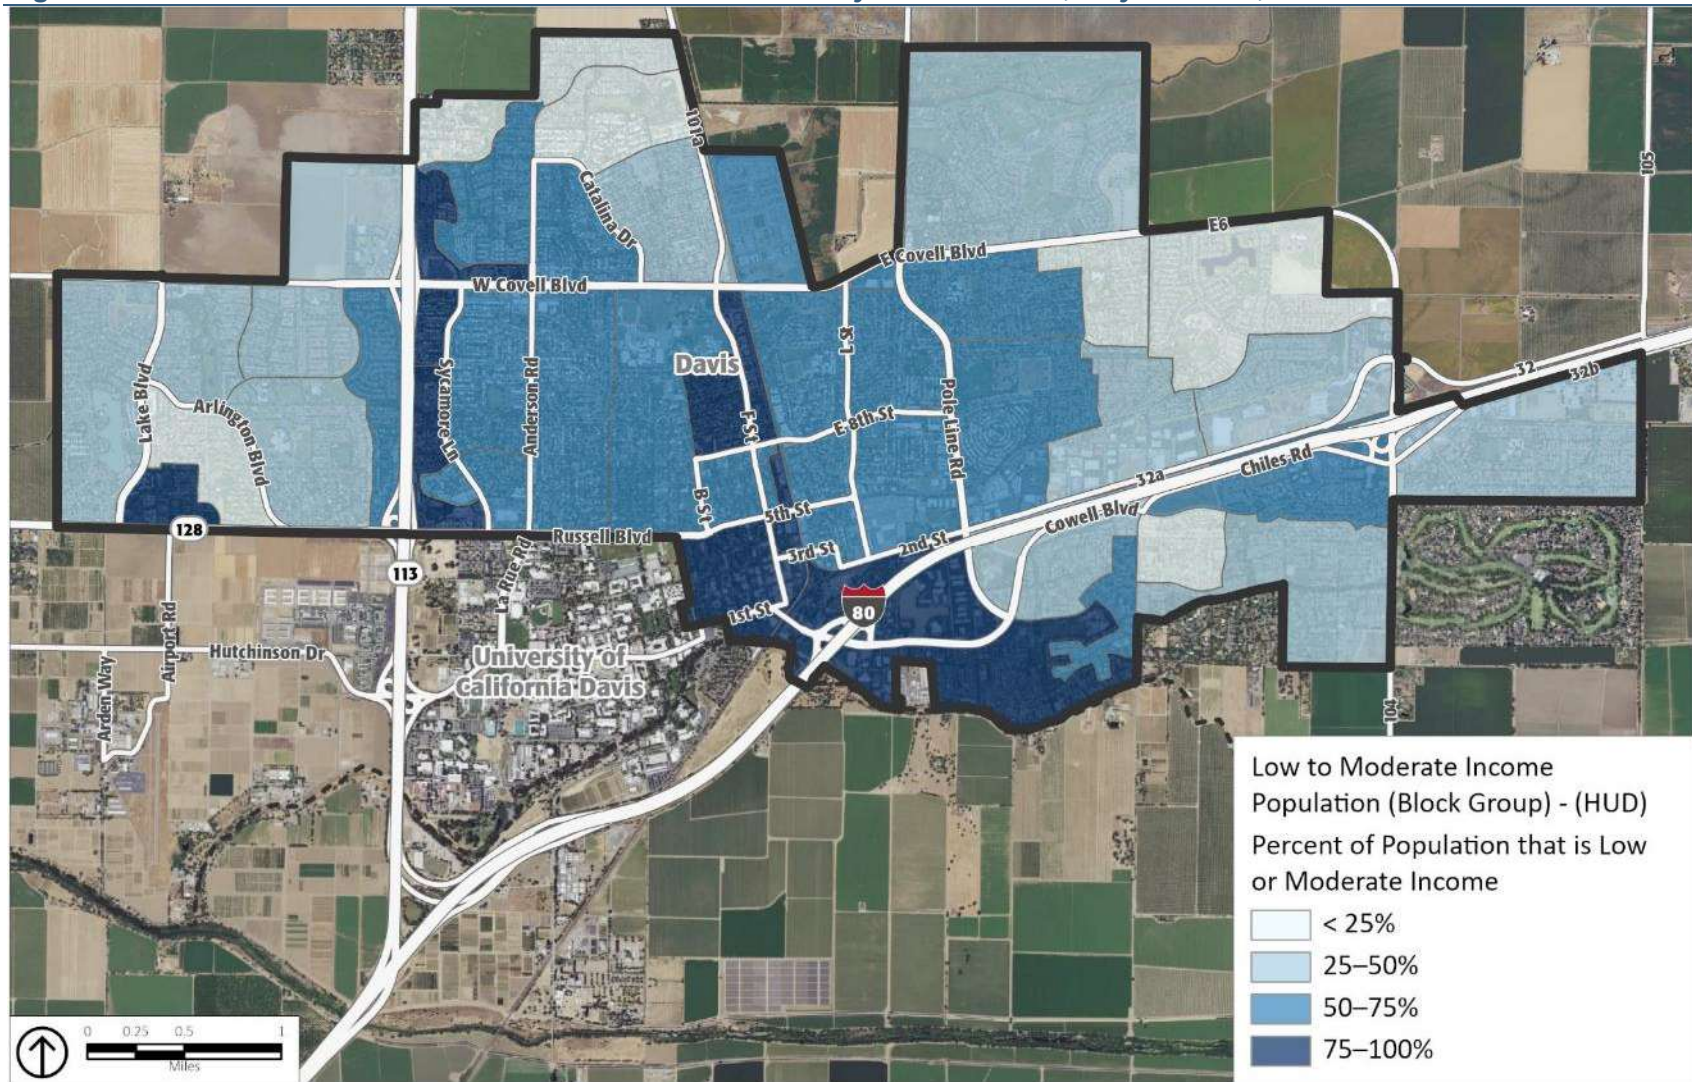 101a
105
Catalina Dr
E6
E Covell Blvd
W Covell Blvd
L St
Davis
Sycamore Ln
Anderson Rd
Lake Blvd
Arlington Blvd
F St
E 8th St
Pole Line Rd
32
32b
Chiles Rd
32a
B St
5th St
Cowell Blvd
128
Russell Blvd
3rd St
2nd St
113
La Rue Rd
1st St
80
Airport Rd
Hutchinson Dr
University of
California Davis
Arden Way
104
Low to Moderate Income
Population (Block Group) - (HUD)
Percent of Population that is Low
or Moderate Income
< 25%
25–50%
50–75%
75–100%
0 0.25 0.5 1
Miles